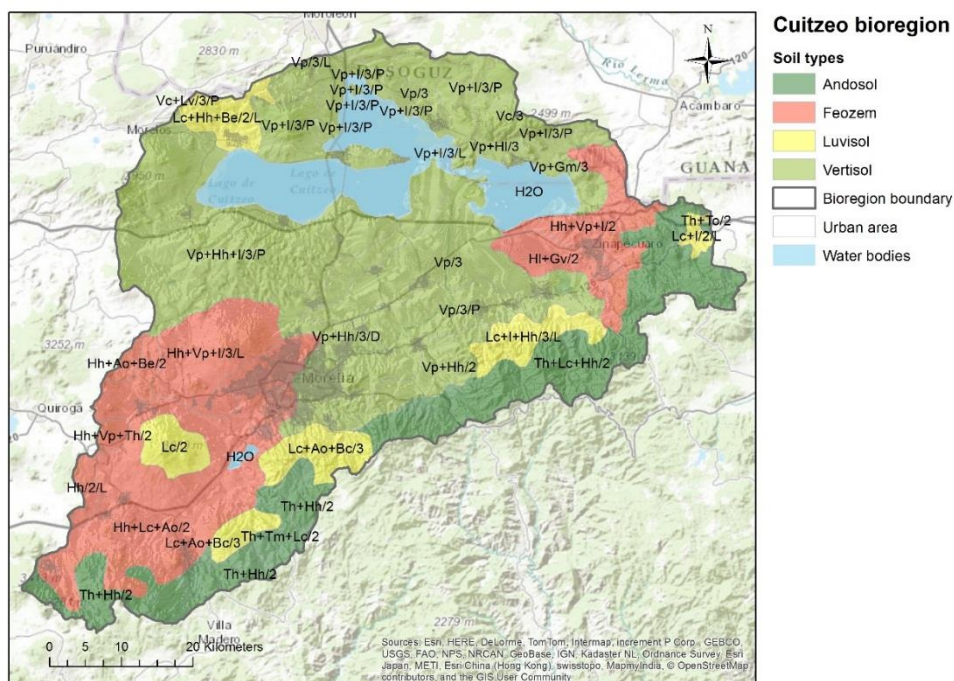 Moroleon
Puruándiro
2830 m
Vp/3/L
Vp+I/3/P
Vp+I/3/P
Vp/3
Vp+I/3/P
Vp+I/3/P
Vp+I/3/P
Vc+Lv/3/P
Lc+Hh+Be/2/L
Vp+I/3/P
Vp+I/3/P
Vc/3
2499 m
Vp+I/3/P
Morelos
Río Lerma
120
Acámbaro
Vp+I/3/L
Vp+Hl/3
Vp+Gm/3
GUANA
Lago de
Cuitzeo
Lago de
Cuitzeo
H2O
Hh+Vp+I/2
Zinapécuaro
Th+To/2
Lc+I/2/L
Vp+Hh+I/3/P
Vp/3
Hl+Gv/2
Vp/3/P
3252 m
Vp+Hh/3/D
Lc+I+Hh/3/L
Hh+Vp+I/3/L
Hh+Ao+Be/2
Vp+Hh/2
Th+Lc+Hh/2
Morelia
Quiroga
Hh+Vp+Th/2
Lc/2
H2O
Lc+Ao+Bc/3
Hh/2/L
Th+Hh/2
Hh+Lc+Ao/2
Lc+Ao+Bc/3
Th+Tm+Lc/2
Th+Hh/2
Th+Hh/2
Villa
Madero
2279 m
0 5 10 20 Kilometers
Sources: Esri, HERE, DeLorme, TomTom, Intermap, increment P Corp., GEBCO,
USGS, FAO, NPS, NRCAN, GeoBase, IGN, Kadaster NL, Ordnance Survey, Esri
Japan, METI, Esri China (Hong Kong), swisstopo, MapmyIndia, © OpenStreetMap
contributors, and the GIS User Community
N
Cuitzeo bioregion
Soil types
Andosol
Feozem
Luvisol
Vertisol
Bioregion boundary
Urban area
Water bodies